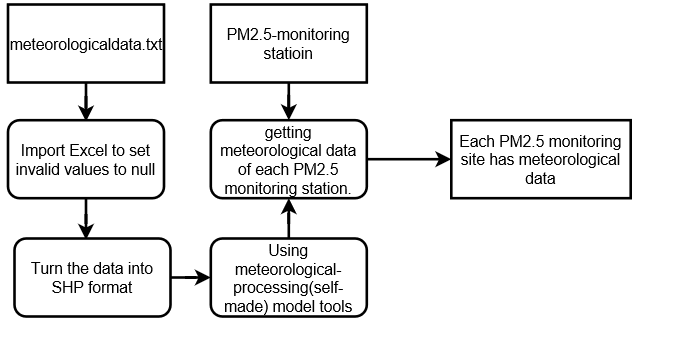 meteorologicaldata.txt
PM2.5-monitoring
statioin
Import Excel to set
invalid values to null
getting
meteorological data
of each PM2.5
monitoring station.
Each PM2.5 monitoring
site has meteorological
data
Turn the data into
SHP format
Using
meteorological-
processing(self-
made) model tools